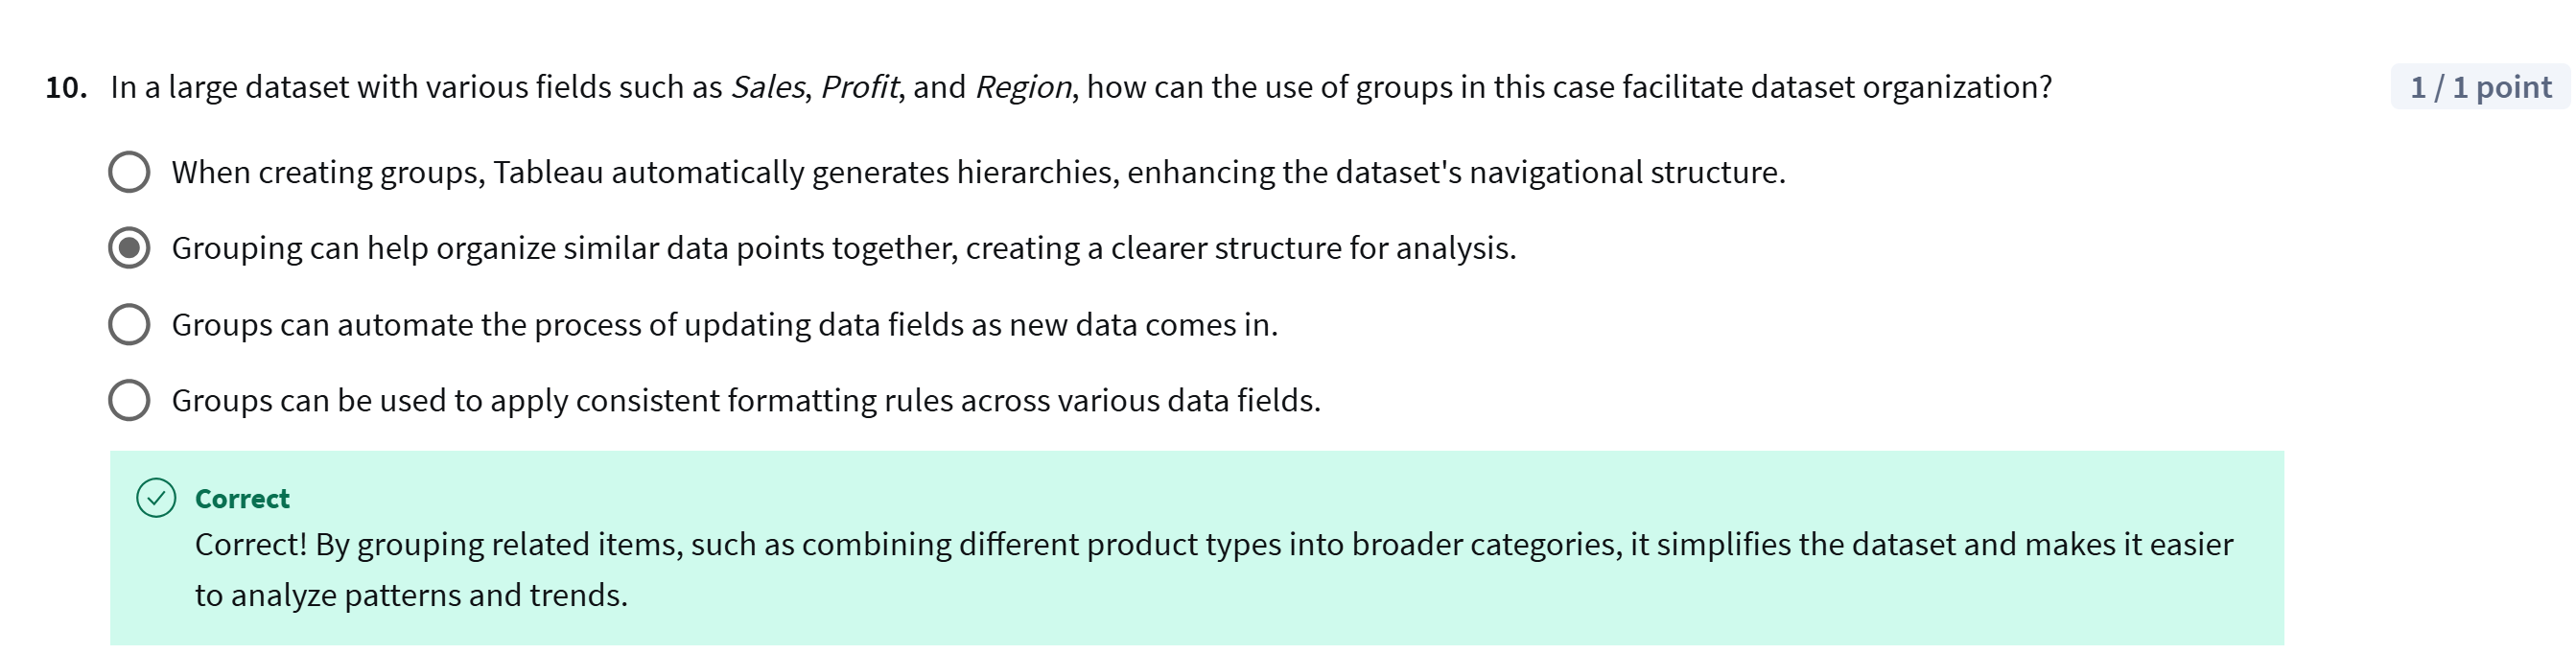 10. In a large dataset with various fields such as Sales, Profit, and Region, how can the use of groups in this case facilitate dataset organization?
1 / 1 point
When creating groups, Tableau automatically generates hierarchies, enhancing the dataset's navigational structure.
Grouping can help organize similar data points together, creating a clearer structure for analysis.
Groups can automate the process of updating data fields as new data comes in.
Groups can be used to apply consistent formatting rules across various data fields.
Correct
Correct! By grouping related items, such as combining different product types into broader categories, it simplifies the dataset and makes it easier
to analyze patterns and trends.